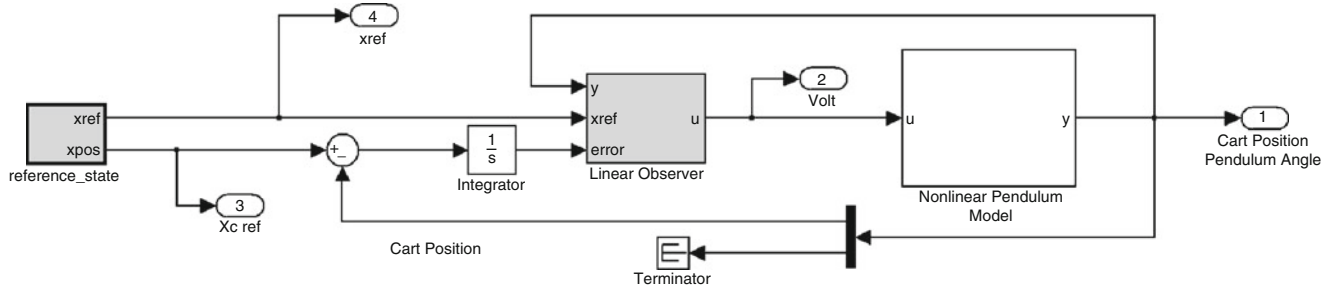 4
xref
y
xref
xref
u
2
Volt
u
y
1
Cart Position
Pendulum Angle
xpos
+
_
1
s
error
reference_state
Integrator
Linear Observer
Nonlinear Pendulum
Model
3
Xc ref
Cart Position
Terminator